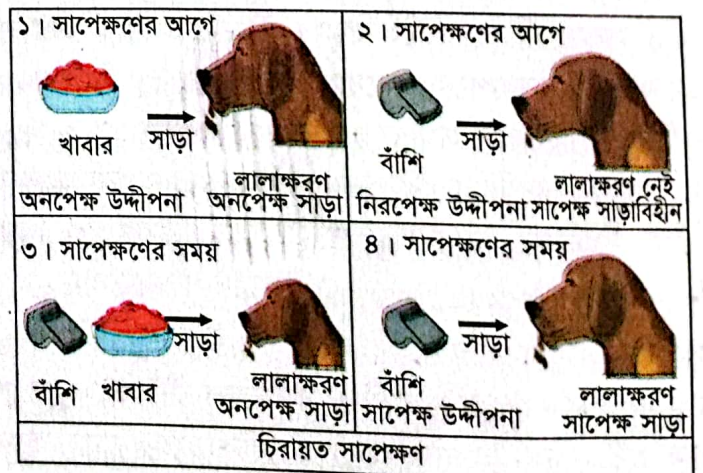 ১। সাপেক্ষণের আগে
খাবার
সাড়া
লালাক্ষরণ
অনপেক্ষ উদ্দীপনা অনপেক্ষ সাড়া
২। সাপেক্ষণের আগে
বাঁশি
সাড়া
লালাক্ষরণ নেই
নিরপেক্ষ উদ্দীপনা সাপেক্ষ সাড়াবিহীন
৩। সাপেক্ষণের সময়
সাড়া
বাঁশি খাবার
লালাক্ষরণ
অনপেক্ষ সাড়া
৪। সাপেক্ষণের সময়
সাড়া
বাঁশি
লালাক্ষরণ
সাপেক্ষ উদ্দীপনা সাপেক্ষ সাড়া
চিরায়ত সাপেক্ষণ